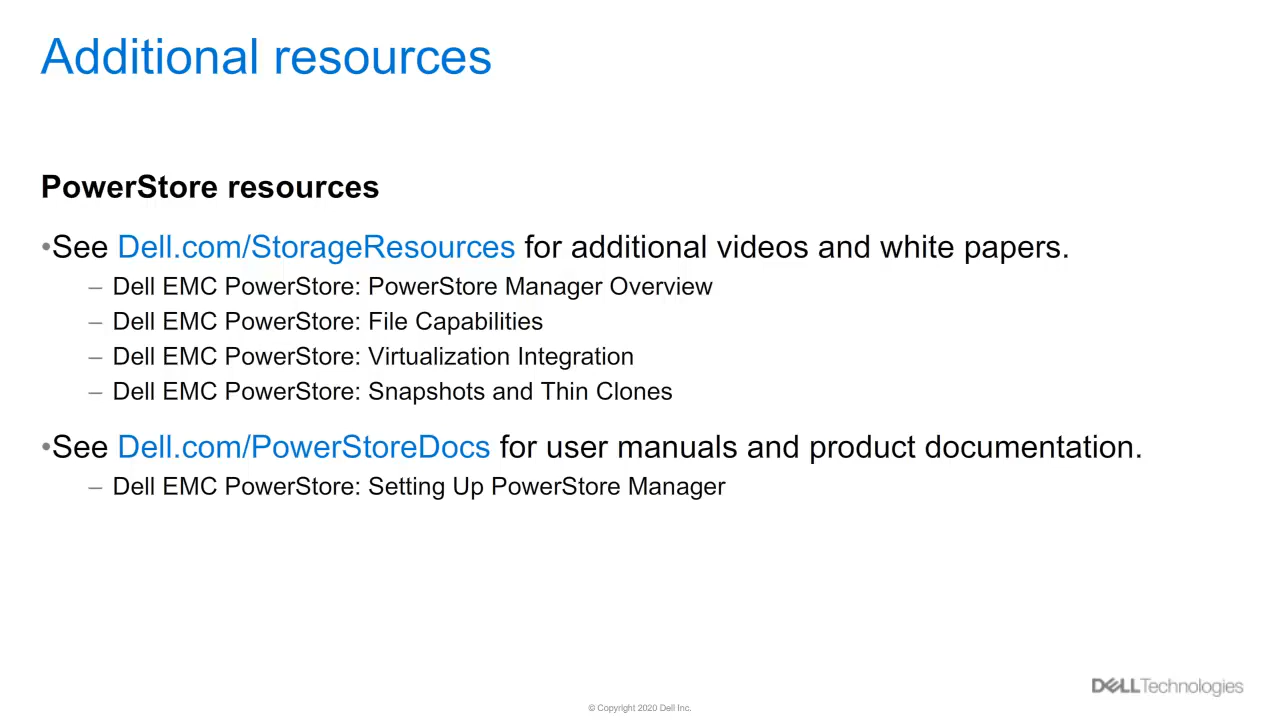 Additional resources
PowerStore resources
•See Dell.com/StorageResources for additional videos and white papers.
– Dell EMC PowerStore: PowerStore Manager Overview
– Dell EMC PowerStore: File Capabilities
– Dell EMC PowerStore: Virtualization Integration
– Dell EMC PowerStore: Snapshots and Thin Clones
•See Dell.com/PowerStoreDocs for user manuals and product documentation.
– Dell EMC PowerStore: Setting Up PowerStore Manager
DELLTechnologies
© Copyright 2020 Dell Inc.